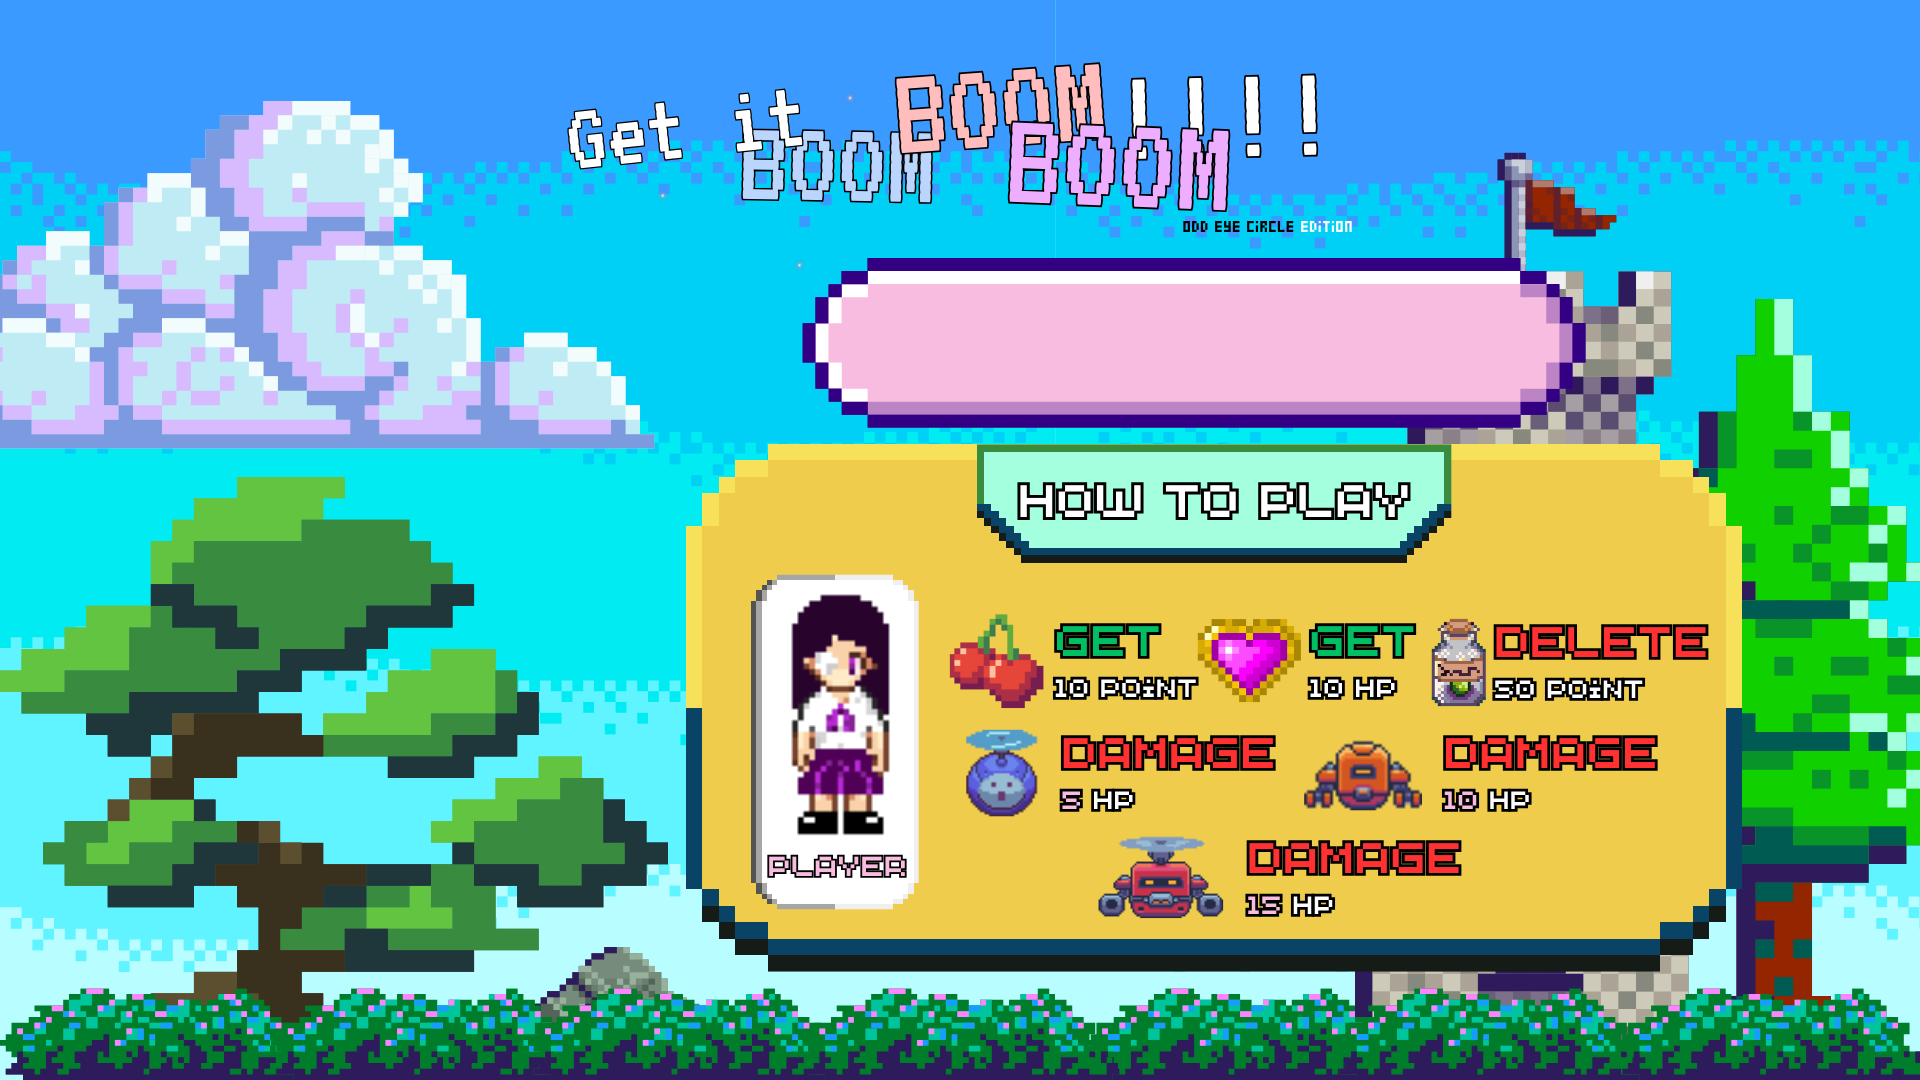 Get it BOOM!!!!
BOOM BOOM
ODD EYE CiRCLE EDITION
HOW TO PLAY
GET
10 POiNT
GET
10 HP
DELETE
50 POiNT
DAMAGE
5 HP
DAMAGE
10 HP
DAMAGE
15 HP
PLAYER